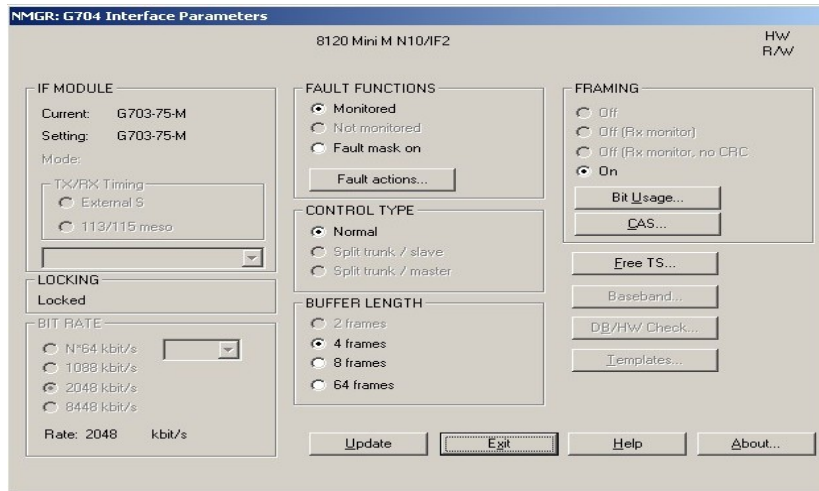 NMGR: G704 Interface Parameters
8120 Mini M N10/IF2
HW
R/W
IF MODULE
Current: G703-75-M
Setting: G703-75-M
Mode:
TX/RX Timing
External S
113/115 meso
LOCKING
Locked
BIT RATE
N*64 kbit/s
1088 kbit/s
2048 kbit/s
8448 kbit/s
Rate: 2048 kbit/s
FAULT FUNCTIONS
Monitored
Not monitored
Fault mask on
Fault actions...
CONTROL TYPE
Normal
Split trunk / slave
Split trunk / master
BUFFER LENGTH
2 frames
4 frames
8 frames
64 frames
FRAMING
Off
Off (Rx monitor)
Off (Rx monitor, no CRC
On
Bit Usage...
CAS...
Free TS...
Baseband...
DB/HW Check...
Templates...
Update
Exit
Help
About...